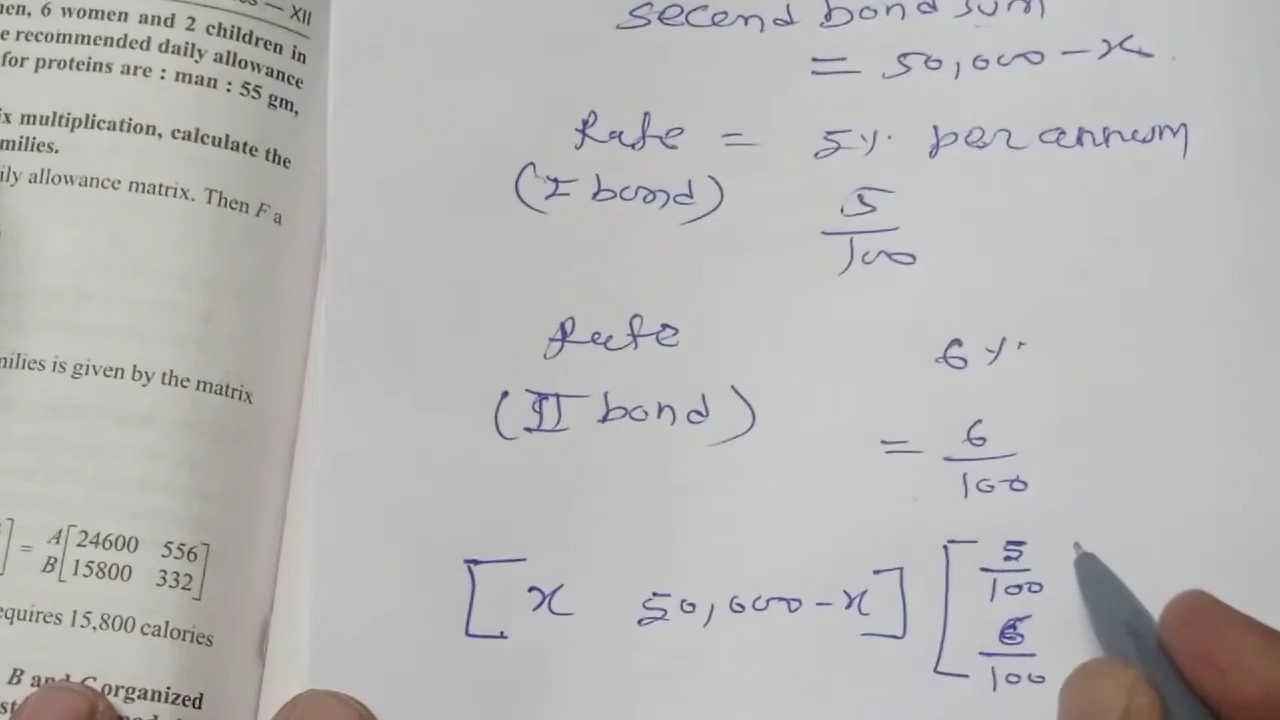 — XII
6 women and 2 children in
e recommended daily allowance
for proteins are : man : 55 gm,
ix multiplication, calculate the
milies.
ily allowance matrix. Then F a
nilies is given by the matrix
] = A[24600 556]
B[15800 332]
equires 15,800 calories
B and C organized
secend bond sum
= 50,000 - x
Rate = 5% per annum
(I bond)
5
100
Rate 6%
(II bond)
= 6
100
[x 50,000 - x] [5
100
6
100